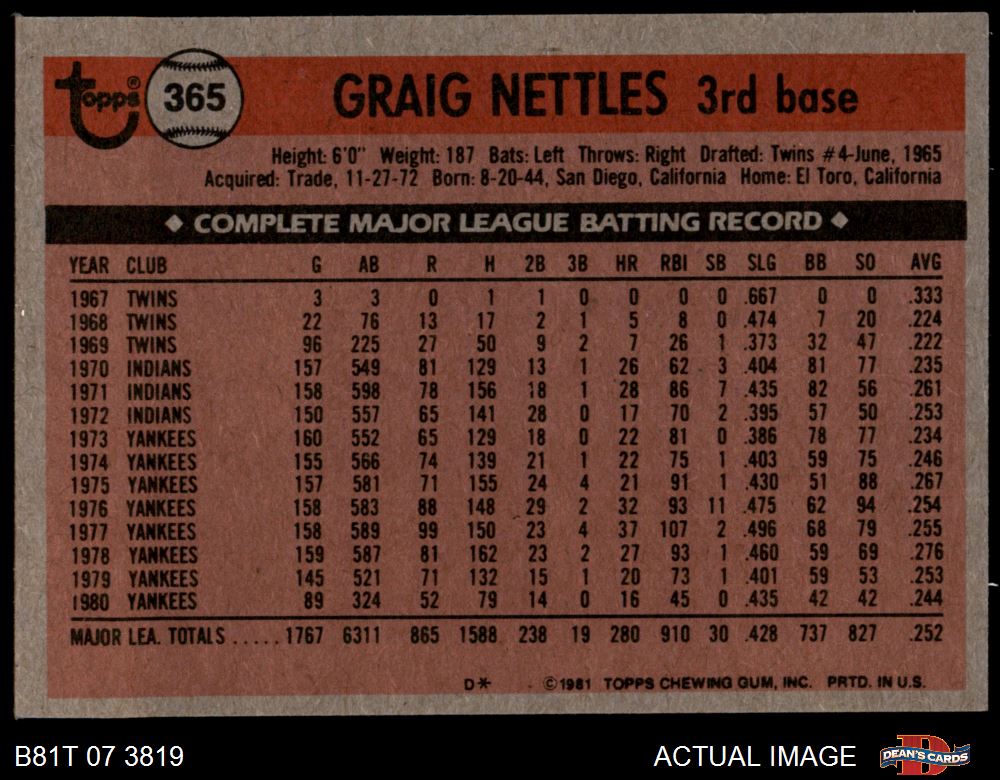 Topps® 365 GRAIG NETTLES 3rd base
Height: 6'0" Weight: 187 Bats: Left Throws: Right Drafted: Twins #4-June, 1965
Acquired: Trade, 11-27-72 Born: 8-20-44, San Diego, California Home: El Toro, California
◆ COMPLETE MAJOR LEAGUE BATTING RECORD ◆
YEAR CLUB G AB R H 2B 3B HR RBI SB SLG BB SO AVG
1967 TWINS 3 3 0 1 1 0 0 0 0 .667 0 0 .333
1968 TWINS 22 76 13 17 2 1 5 8 0 .474 7 20 .224
1969 TWINS 96 225 27 50 9 2 7 26 1 .373 32 47 .222
1970 INDIANS 157 549 81 129 13 1 26 62 3 .404 81 77 .235
1971 INDIANS 158 598 78 156 18 1 28 86 7 .435 82 56 .261
1972 INDIANS 150 557 65 141 28 0 17 70 2 .395 57 50 .253
1973 YANKEES 160 552 65 129 18 0 22 81 0 .386 78 77 .234
1974 YANKEES 155 566 74 139 21 1 22 75 1 .403 59 75 .246
1975 YANKEES 157 581 71 155 24 4 21 91 1 .430 51 88 .267
1976 YANKEES 158 583 88 148 29 2 32 93 11 .475 62 94 .254
1977 YANKEES 158 589 99 150 23 4 37 107 2 .496 68 79 .255
1978 YANKEES 159 587 81 162 23 2 27 93 1 .460 59 69 .276
1979 YANKEES 145 521 71 132 15 1 20 73 1 .401 59 53 .253
1980 YANKEES 89 324 52 79 14 0 16 45 0 .435 42 42 .244
MAJOR LEA. TOTALS ..... 1767 6311 865 1588 238 19 280 910 30 .428 737 827 .252
D* ©1981 TOPPS CHEWING GUM, INC. PRTD. IN U.S.
B81T 07 3819 ACTUAL IMAGE DEAN'S CARDS